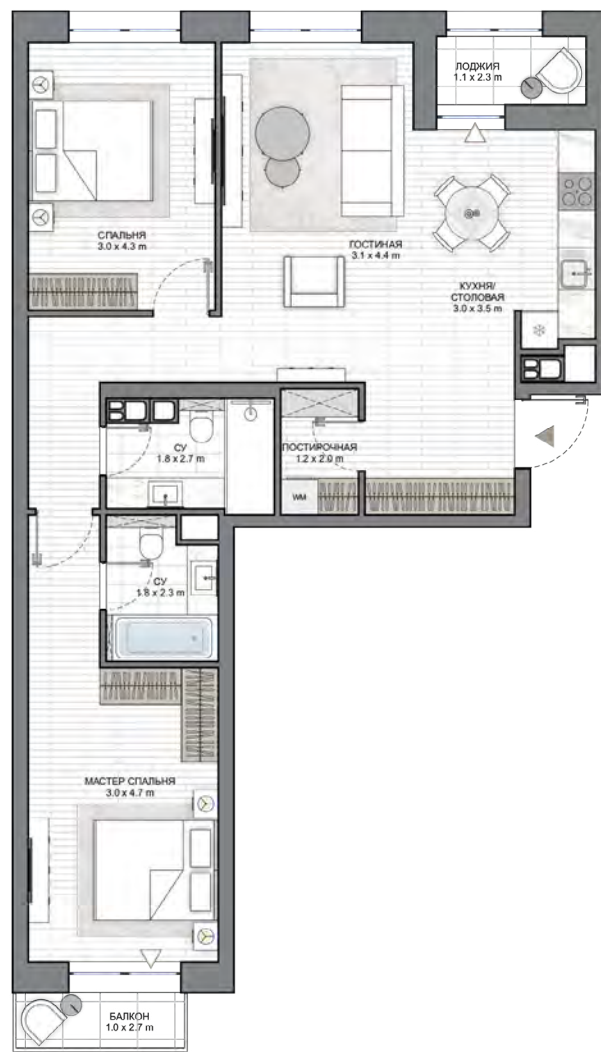 ЛОДЖИЯ
1.1 x 2.3 m
СПАЛЬНЯ
3.0 x 4.3 m
ГОСТИНАЯ
3.1 x 4.4 m
КУХНЯ/
СТОЛОВАЯ
3.0 x 3.5 m
СУ
1.8 x 2.7 m
ПОСТИРОЧНАЯ
1.2 x 2.0 m
WM
СУ
1.8 x 2.3 m
МАСТЕР СПАЛЬНЯ
3.0 x 4.7 m
БАЛКОН
1.0 x 2.7 m